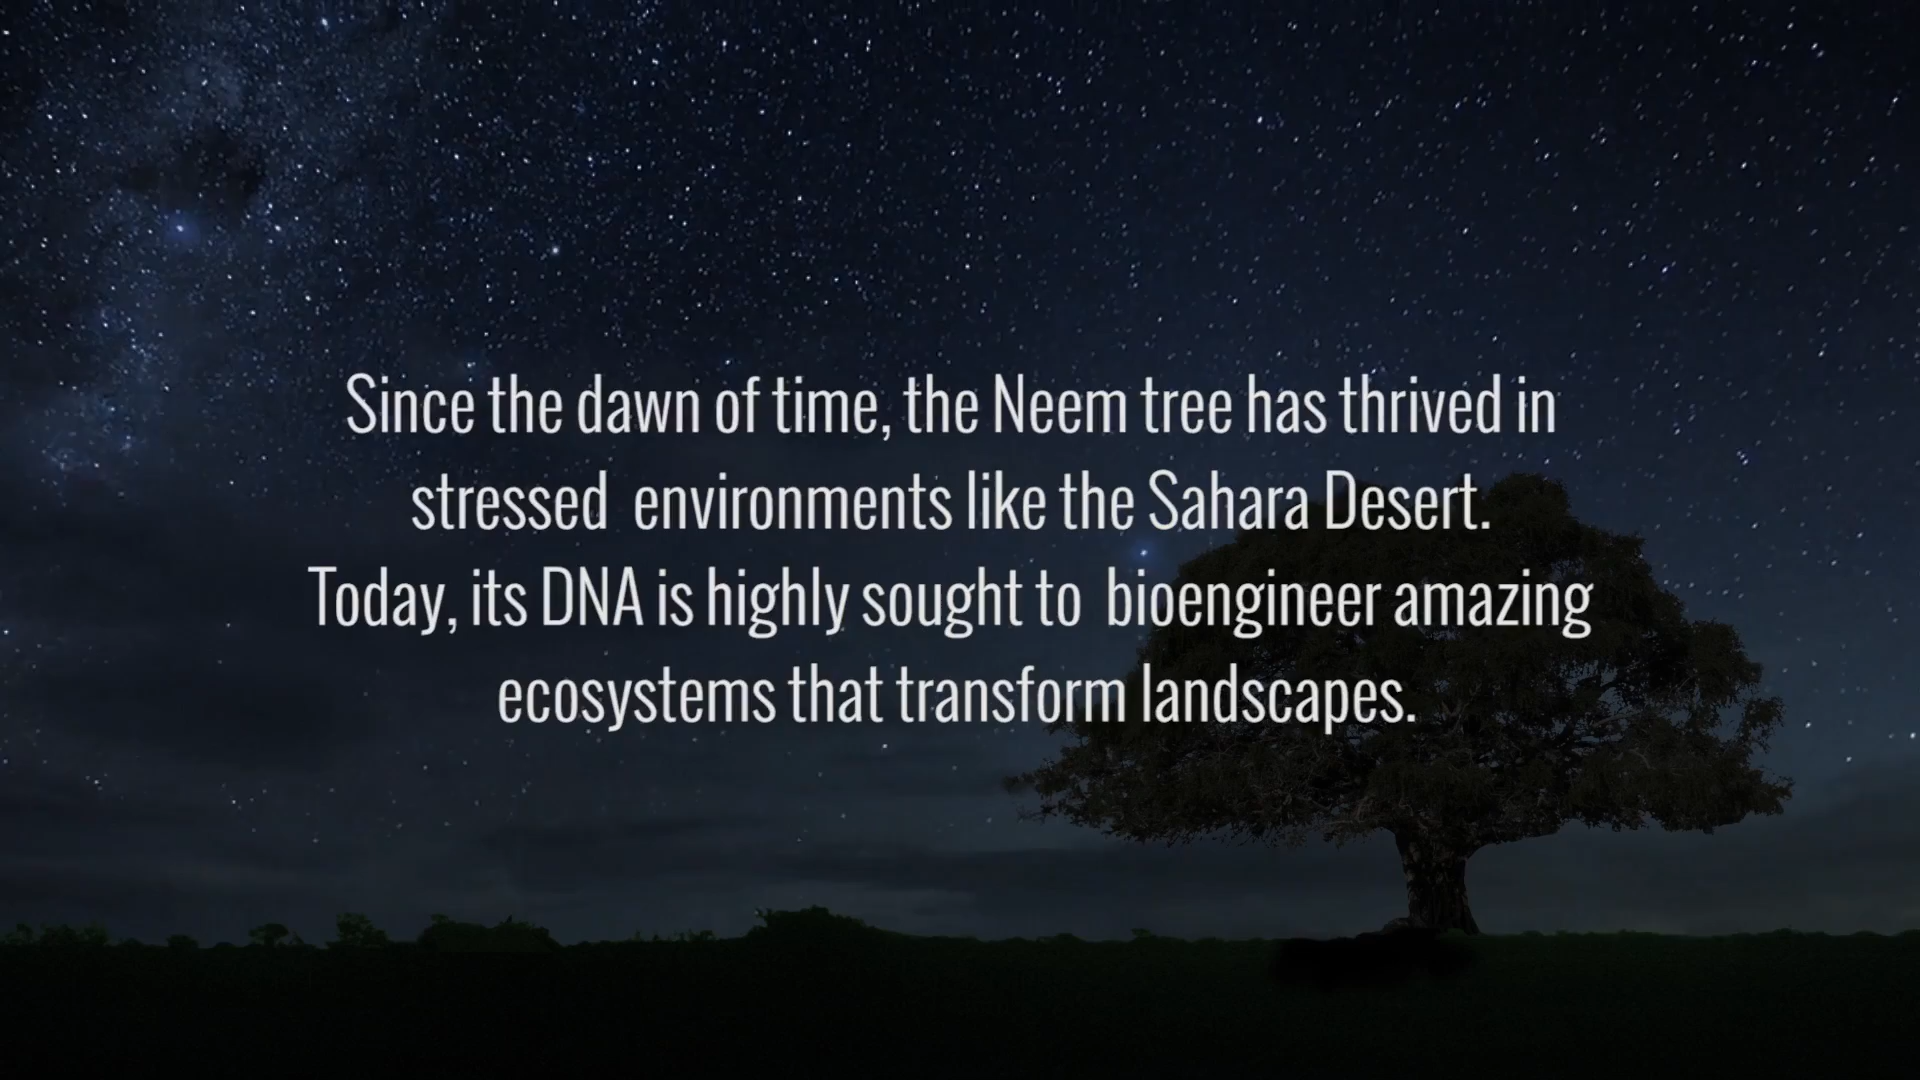 Since the dawn of time, the Neem tree has thrived in
stressed  environments like the Sahara Desert.
Today, its DNA is highly sought to  bioengineer amazing
ecosystems that transform landscapes.